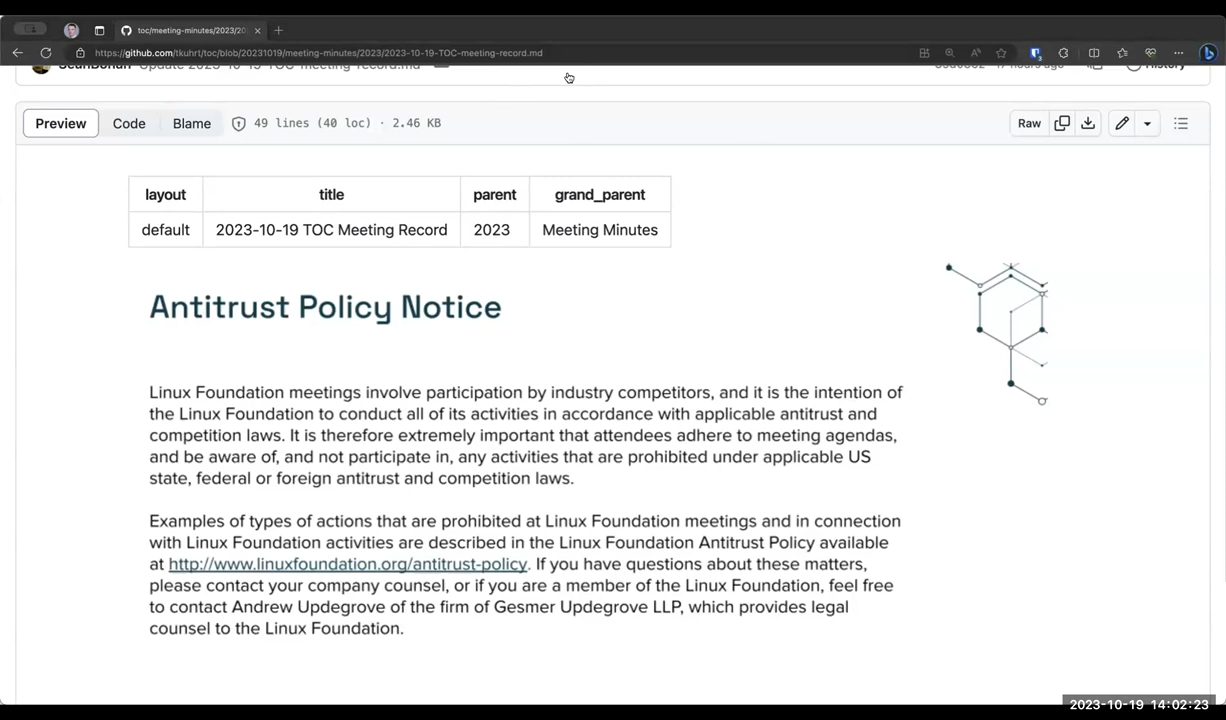 toc/meeting-minutes/2023/20
https://github.com/tkuhrt/toc/blob/20231019/meeting-minutes/2023/2023-10-19-TOC-meeting-record.md
SeanBohan Update 2023-10-19-TOC-meeting-record.md
History
Preview Code Blame 49 lines (40 loc) · 2.46 KB Raw
layout title parent grand_parent
default 2023-10-19 TOC Meeting Record 2023 Meeting Minutes
Antitrust Policy Notice
Linux Foundation meetings involve participation by industry competitors, and it is the intention of
the Linux Foundation to conduct all of its activities in accordance with applicable antitrust and
competition laws. It is therefore extremely important that attendees adhere to meeting agendas,
and be aware of, and not participate in, any activities that are prohibited under applicable US
state, federal or foreign antitrust and competition laws.
Examples of types of actions that are prohibited at Linux Foundation meetings and in connection
with Linux Foundation activities are described in the Linux Foundation Antitrust Policy available
at http://www.linuxfoundation.org/antitrust-policy. If you have questions about these matters,
please contact your company counsel, or if you are a member of the Linux Foundation, feel free
to contact Andrew Updegrove of the firm of Gesmer Updegrove LLP, which provides legal
counsel to the Linux Foundation.
2023-10-19 14:02:23